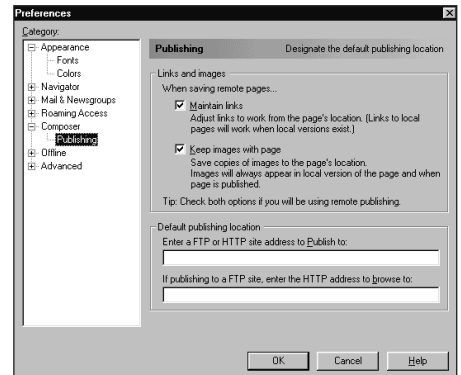 Preferences
Category:
Appearance
Fonts
Colors
Navigator
Mail & Newsgroups
Roaming Access
Composer
Publishing
Offline
Advanced
Publishing Designate the default publishing location
Links and images
When saving remote pages...
Maintain links
Adjust links to work from the page's location. (Links to local
pages will work when local versions exist.)
Keep images with page
Save copies of images to the page's location.
Images will always appear in local version of the page and when
page is published.
Tip: Check both options if you will be using remote publishing.
Default publishing location
Enter a FTP or HTTP site address to Publish to:
If publishing to a FTP site, enter the HTTP address to browse to:
OK Cancel Help